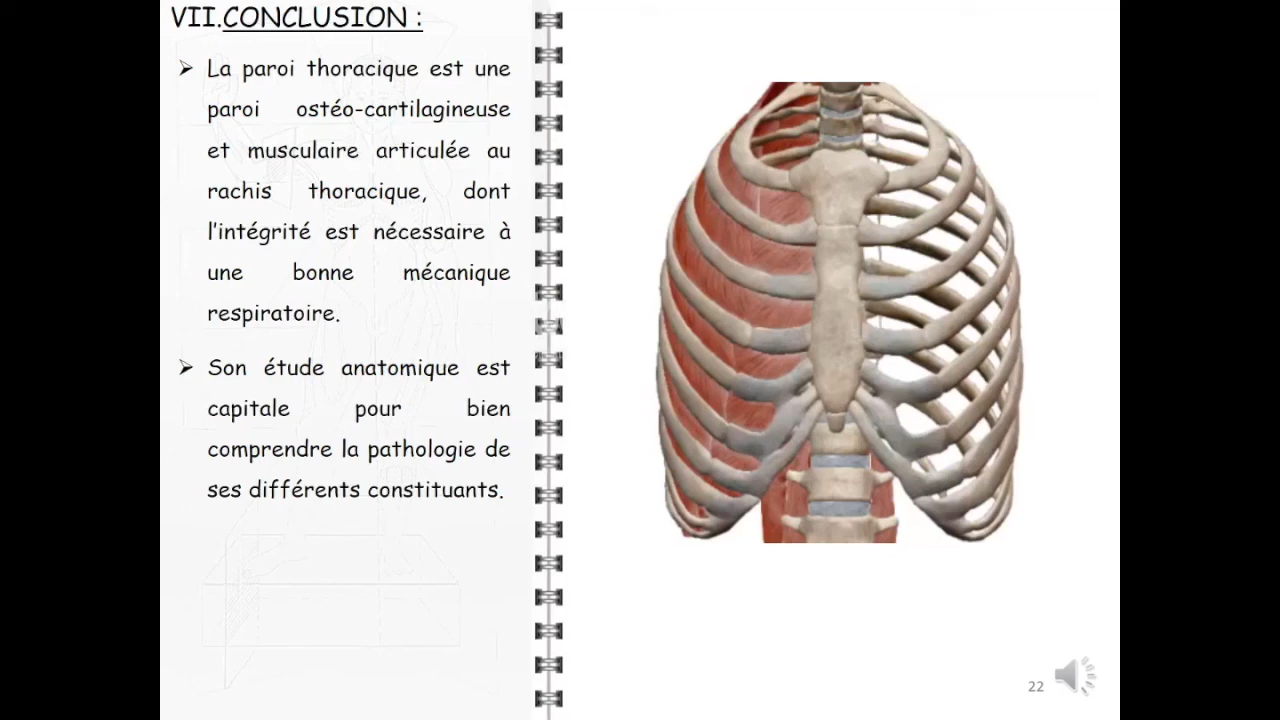 VII.CONCLUSION :
➢ La paroi thoracique est une
paroi ostéo-cartilagineuse
et musculaire articulée au
rachis thoracique, dont
l'intégrité est nécessaire à
une bonne mécanique
respiratoire.
➢ Son étude anatomique est
capitale pour bien
comprendre la pathologie de
ses différents constituants.
22